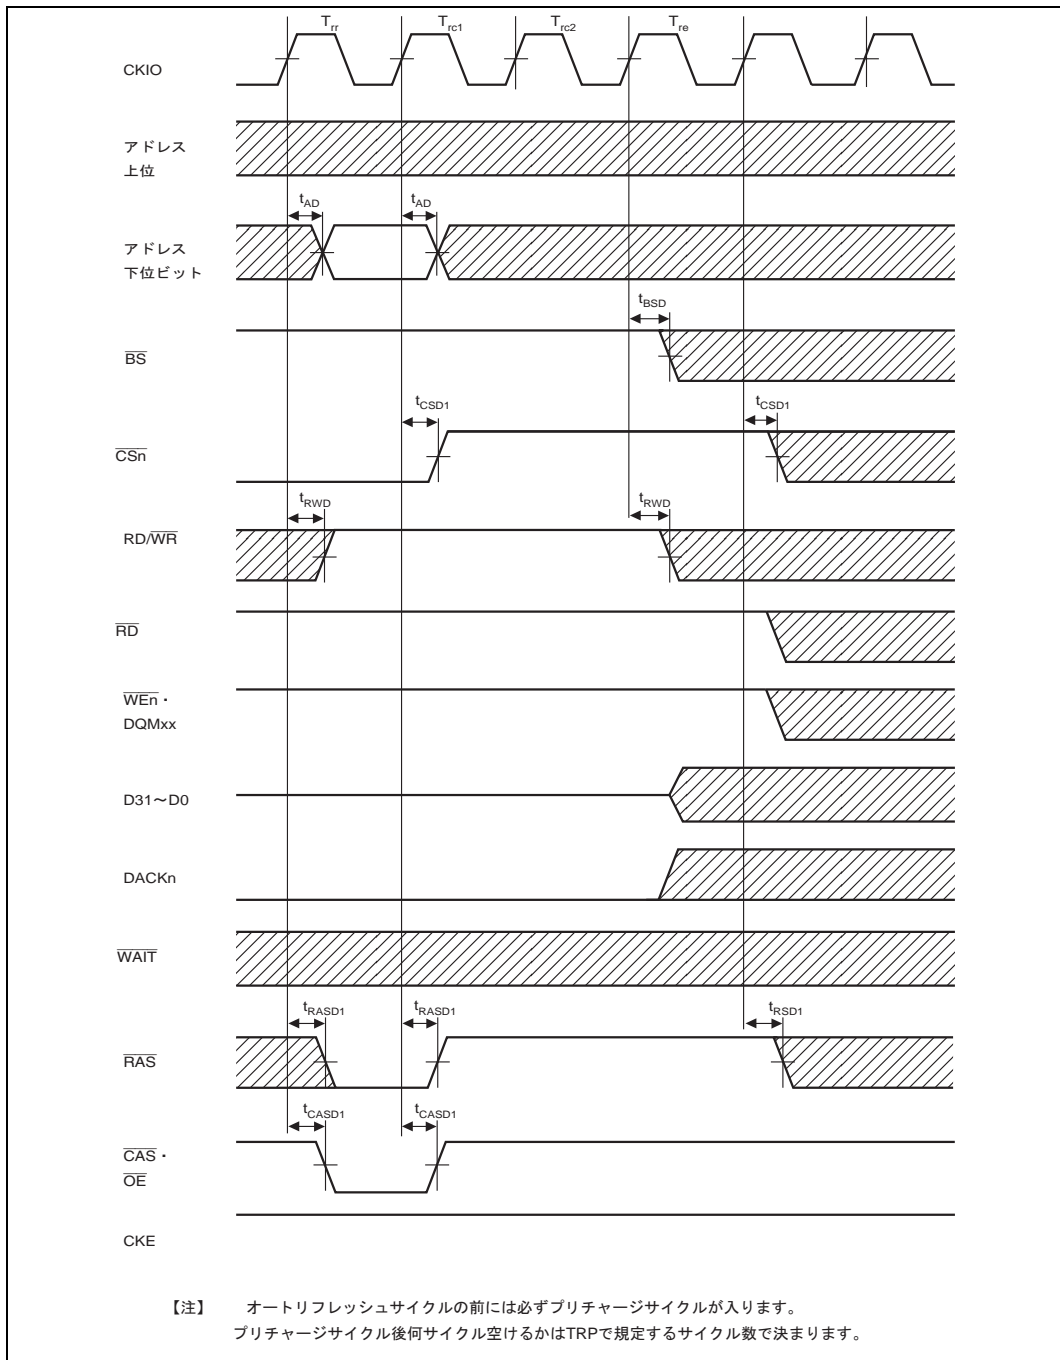 Trr Trc1 Trc2 Tre
CKIO
アドレス
上位
tAD tAD
アドレス
下位ビット
tBSD
BS
tCSD1 tCSD1
CSn
tRWD tRWD
RD/WR
RD
WEn・
DQMxx
D31〜D0
DACKn
WAIT
tRASD1 tRASD1 tRSD1
RAS
tCASD1 tCASD1
CAS・
OE
CKE
【注】 オートリフレッシュサイクルの前には必ずプリチャージサイクルが入ります。
プリチャージサイクル後何サイクル空けるかはTRPで規定するサイクル数で決まります。